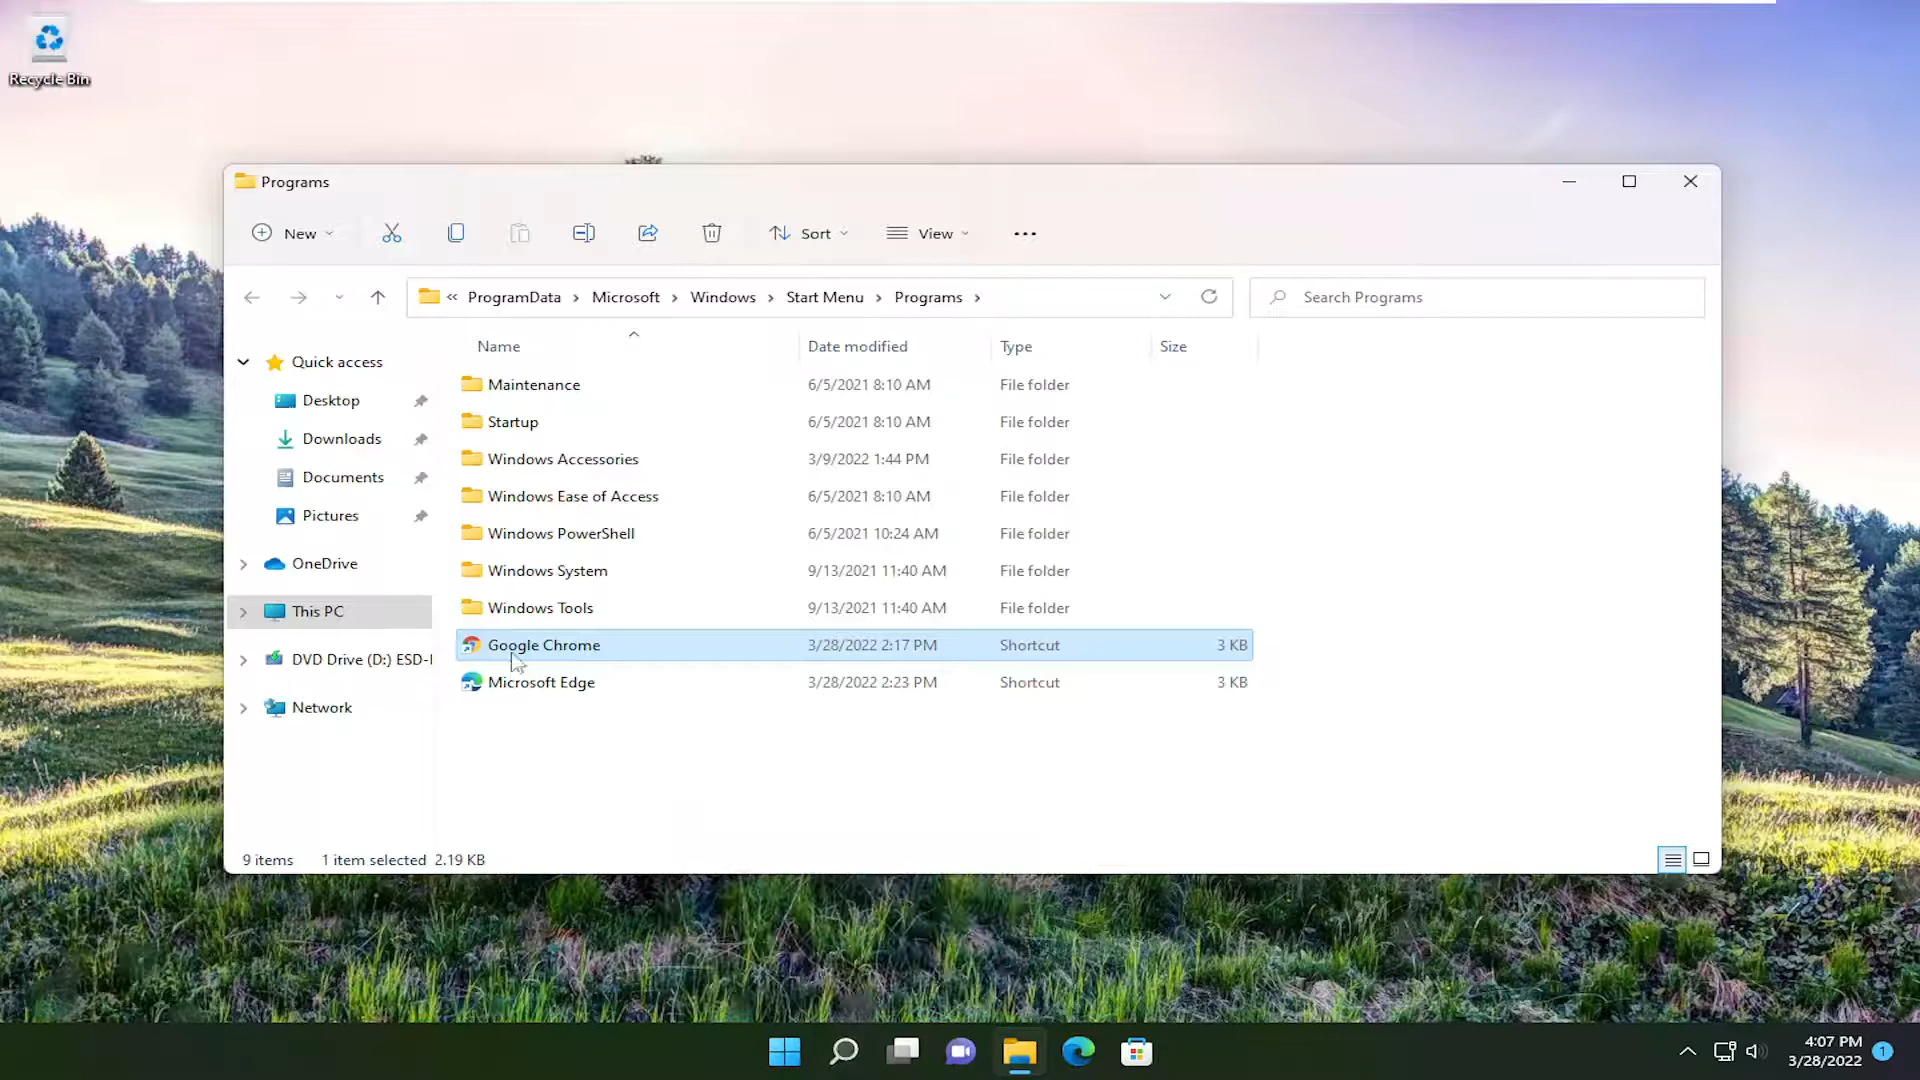 Recycle Bin
Programs
New
Sort
View
« ProgramData > Microsoft > Windows > Start Menu > Programs >
Search Programs
Name Date modified Type Size
Quick access
Desktop
Downloads
Documents
Pictures
OneDrive
This PC
DVD Drive (D:) ESD-I
Network
Maintenance 6/5/2021 8:10 AM File folder
Startup 6/5/2021 8:10 AM File folder
Windows Accessories 3/9/2022 1:44 PM File folder
Windows Ease of Access 6/5/2021 8:10 AM File folder
Windows PowerShell 6/5/2021 10:24 AM File folder
Windows System 9/13/2021 11:40 AM File folder
Windows Tools 9/13/2021 11:40 AM File folder
Google Chrome 3/28/2022 2:17 PM Shortcut 3 KB
Microsoft Edge 3/28/2022 2:23 PM Shortcut 3 KB
9 items 1 item selected 2.19 KB
4:07 PM
3/28/2022 1